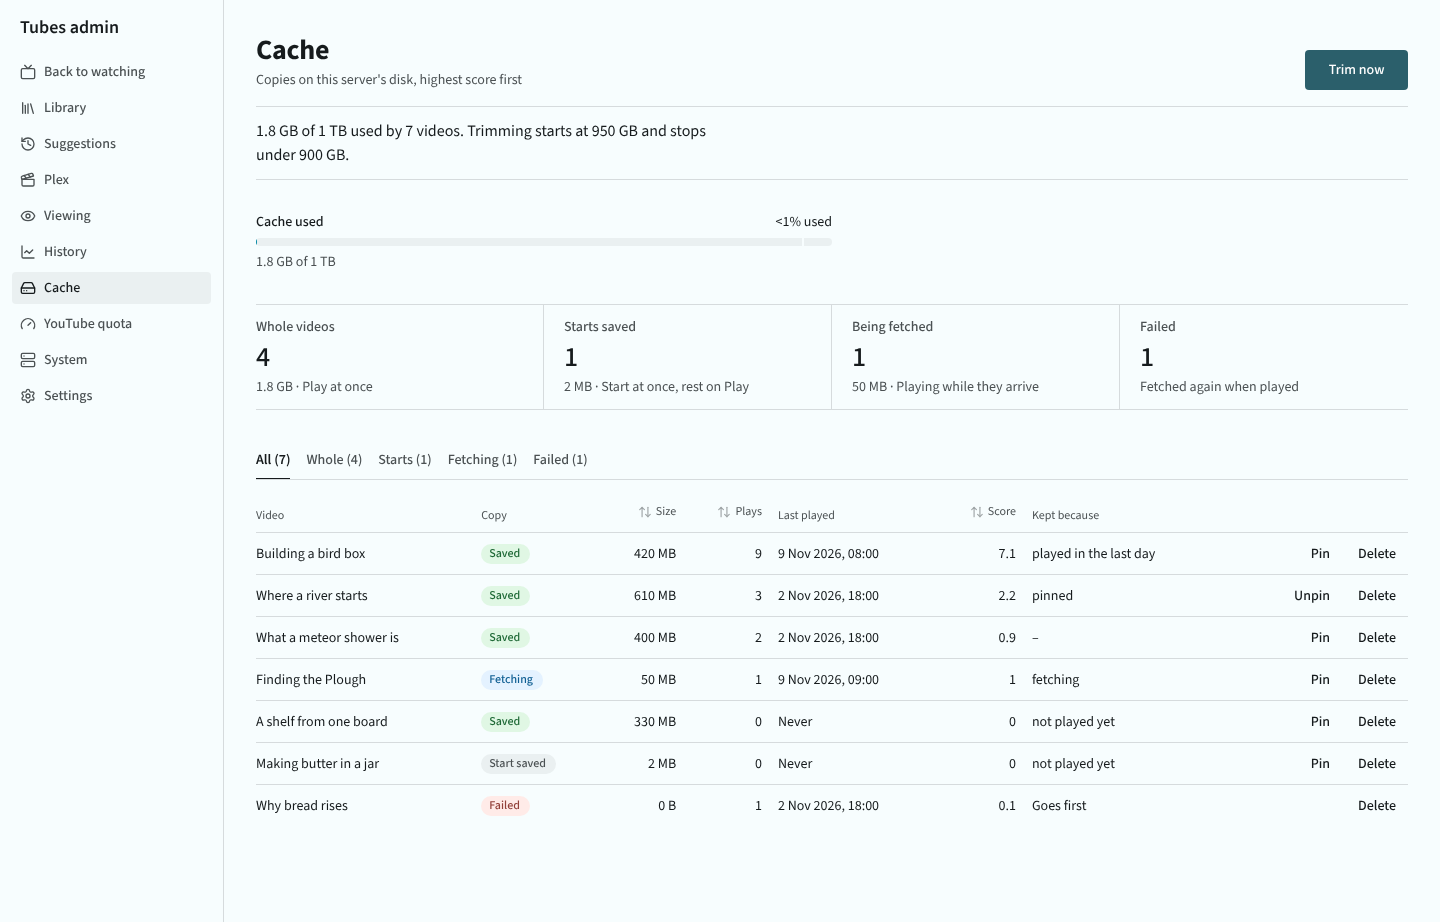 Tubes admin
Back to watching
Library
Suggestions
Plex
Viewing
History
Cache
YouTube quota
System
Settings
Cache
Copies on this server's disk, highest score first
Trim now
1.8 GB of 1 TB used by 7 videos. Trimming starts at 950 GB and stops
under 900 GB.
Cache used <1% used
1.8 GB of 1 TB
Whole videos
4
1.8 GB · Play at once
Starts saved
1
2 MB · Start at once, rest on Play
Being fetched
1
50 MB · Playing while they arrive
Failed
1
Fetched again when played
All (7) Whole (4) Starts (1) Fetching (1) Failed (1)
Video Copy Size Plays Last played Score Kept because
Building a bird box Saved 420 MB 9 9 Nov 2026, 08:00 7.1 played in the last day Pin Delete
Where a river starts Saved 610 MB 3 2 Nov 2026, 18:00 2.2 pinned Unpin Delete
What a meteor shower is Saved 400 MB 2 2 Nov 2026, 18:00 0.9 – Pin Delete
Finding the Plough Fetching 50 MB 1 9 Nov 2026, 09:00 1 fetching Pin Delete
A shelf from one board Saved 330 MB 0 Never 0 not played yet Pin Delete
Making butter in a jar Start saved 2 MB 0 Never 0 not played yet Pin Delete
Why bread rises Failed 0 B 1 2 Nov 2026, 18:00 0.1 Goes first Delete